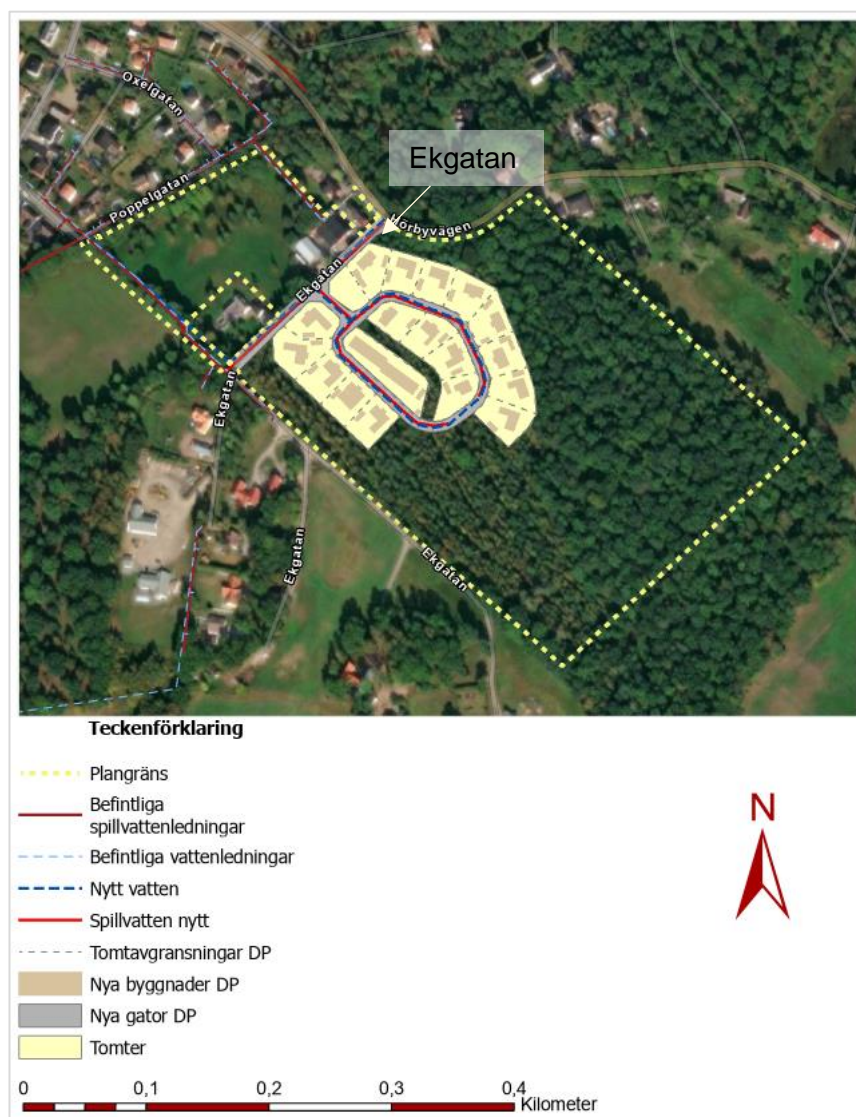 Oxelgatan
Poppelgatan
Ekgatan
Hörbyvägen
Ekgatan
Ekgatan
Ekgatan
Ekgatan
Teckenförklaring
Plangräns
Befintliga
spillvattenledningar
Befintliga vattenledningar
Nytt vatten
Spillvatten nytt
Tomtavgransningar DP
Nya byggnader DP
Nya gator DP
Tomter
N
0 0,1 0,2 0,3 0,4
Kilometer